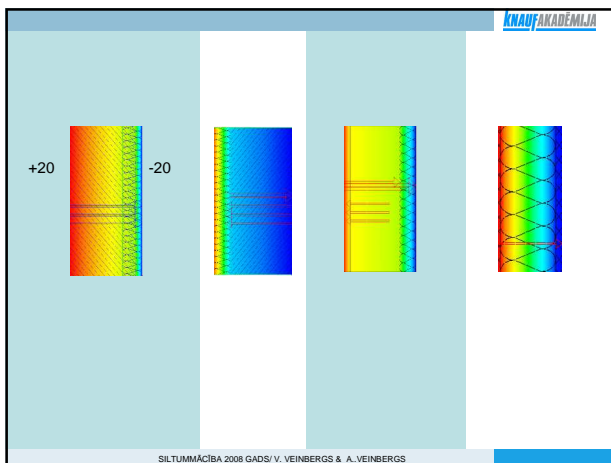 KNAUFAKADĒMIJA
+20
-20
SILTUMMĀCĪBA 2008 GADS/ V. VEINBERGS & A..VEINBERGS